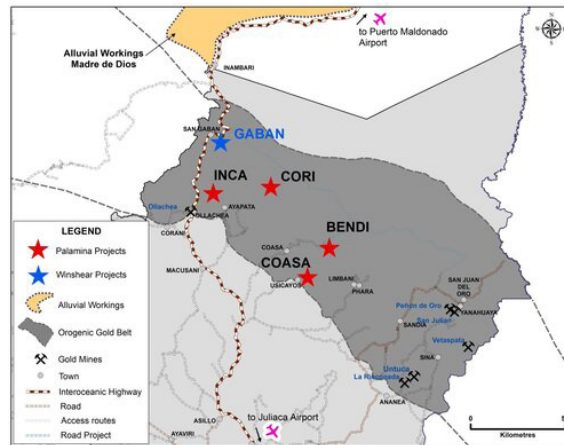 to Puerto Maldonado
Airport
Alluvial Workings
Madre de Dios
INAMBARI
SAN GABAN
GABAN
INCA
CORI
Ollachea
OLLACHEA
AYAPATA
CORANI
BENDI
COASA
MACUSANI
COASA
USICAYOS
LIMBANI
PHARA
SAN JUAN
DEL
ORO
Peñon de Oro
YANAHUAYA
San Julian
SANDIA
Vetaspata
SINA
Untuca
La Rinconada
ANANEA
ASILLO
AYAVIRI
to Juliaca Airport
LEGEND
Palamina Projects
Winshear Projects
Alluvial Workings
Orogenic Gold Belt
Gold Mines
Town
Interoceanic Highway
Road
Access routes
Road Project
0
Kilometres